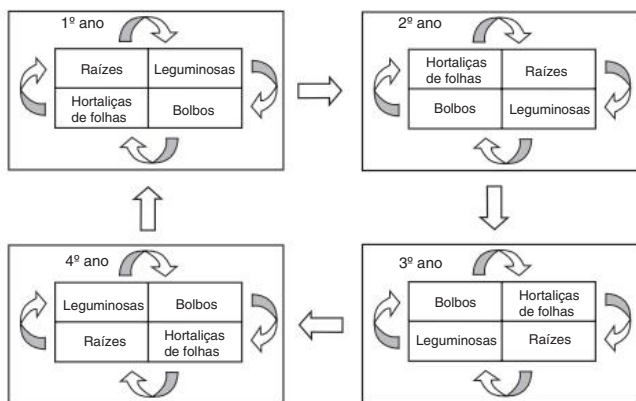 1º ano
Raízes
Leguminosas
Hortaliças
de folhas
Bolbos
2º ano
Hortaliças
de folhas
Raízes
Bolbos
Leguminosas
4º ano
Leguminosas
Bolbos
Raízes
Hortaliças
de folhas
3º ano
Bolbos
Hortaliças
de folhas
Leguminosas
Raízes